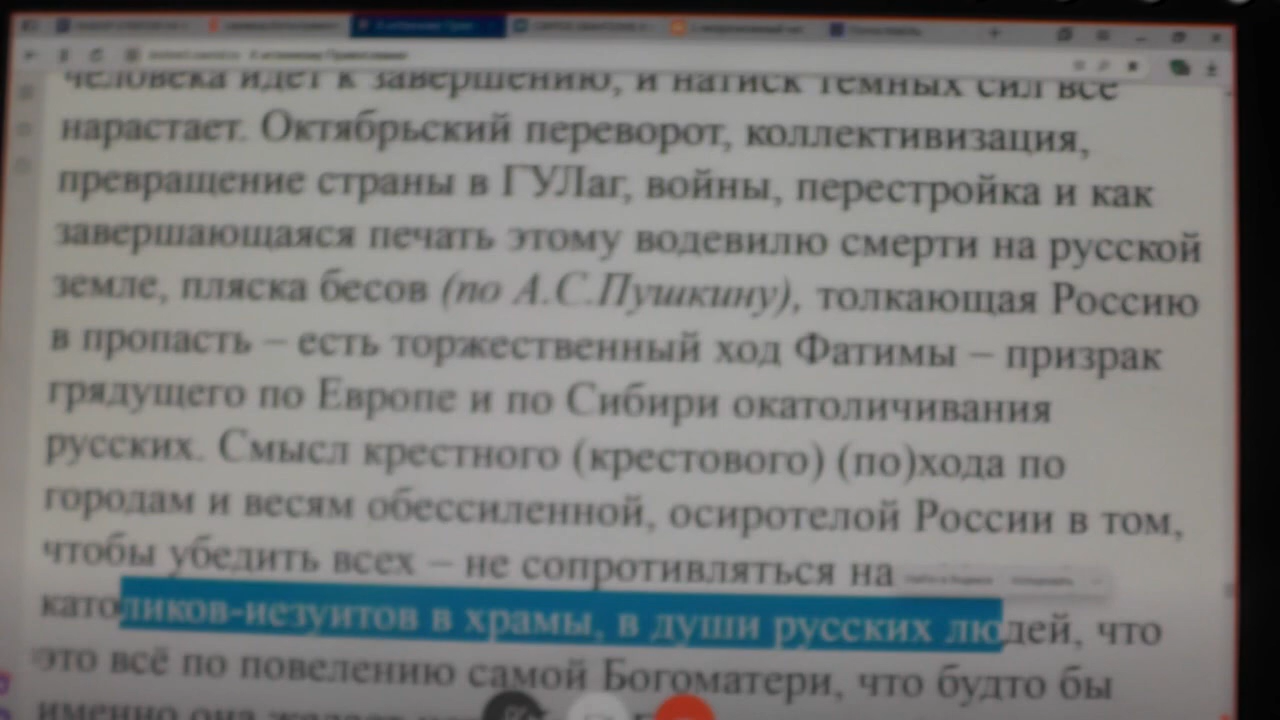 человека идет к завершению, и натиск темных сил все
нарастает. Октябрьский переворот, коллективизация,
превращение страны в ГУЛаг, войны, перестройка и как
завершающаяся печать этому водевилю смерти на русской
земле, пляска бесов (по А.С.Пушкину), толкающая Россию
в пропасть – есть торжественный ход Фатимы – призрак
грядущего по Европе и по Сибири окатоличивания
русских. Смысл крестного (крестового) (по)хода по
городам и весям обессиленной, осиротелой России в том,
чтобы убедить всех – не сопротивляться на
католиков-иезуитов в храмы, в души русских людей, что
это всё по повелению самой Богоматери, что будто бы
именно она